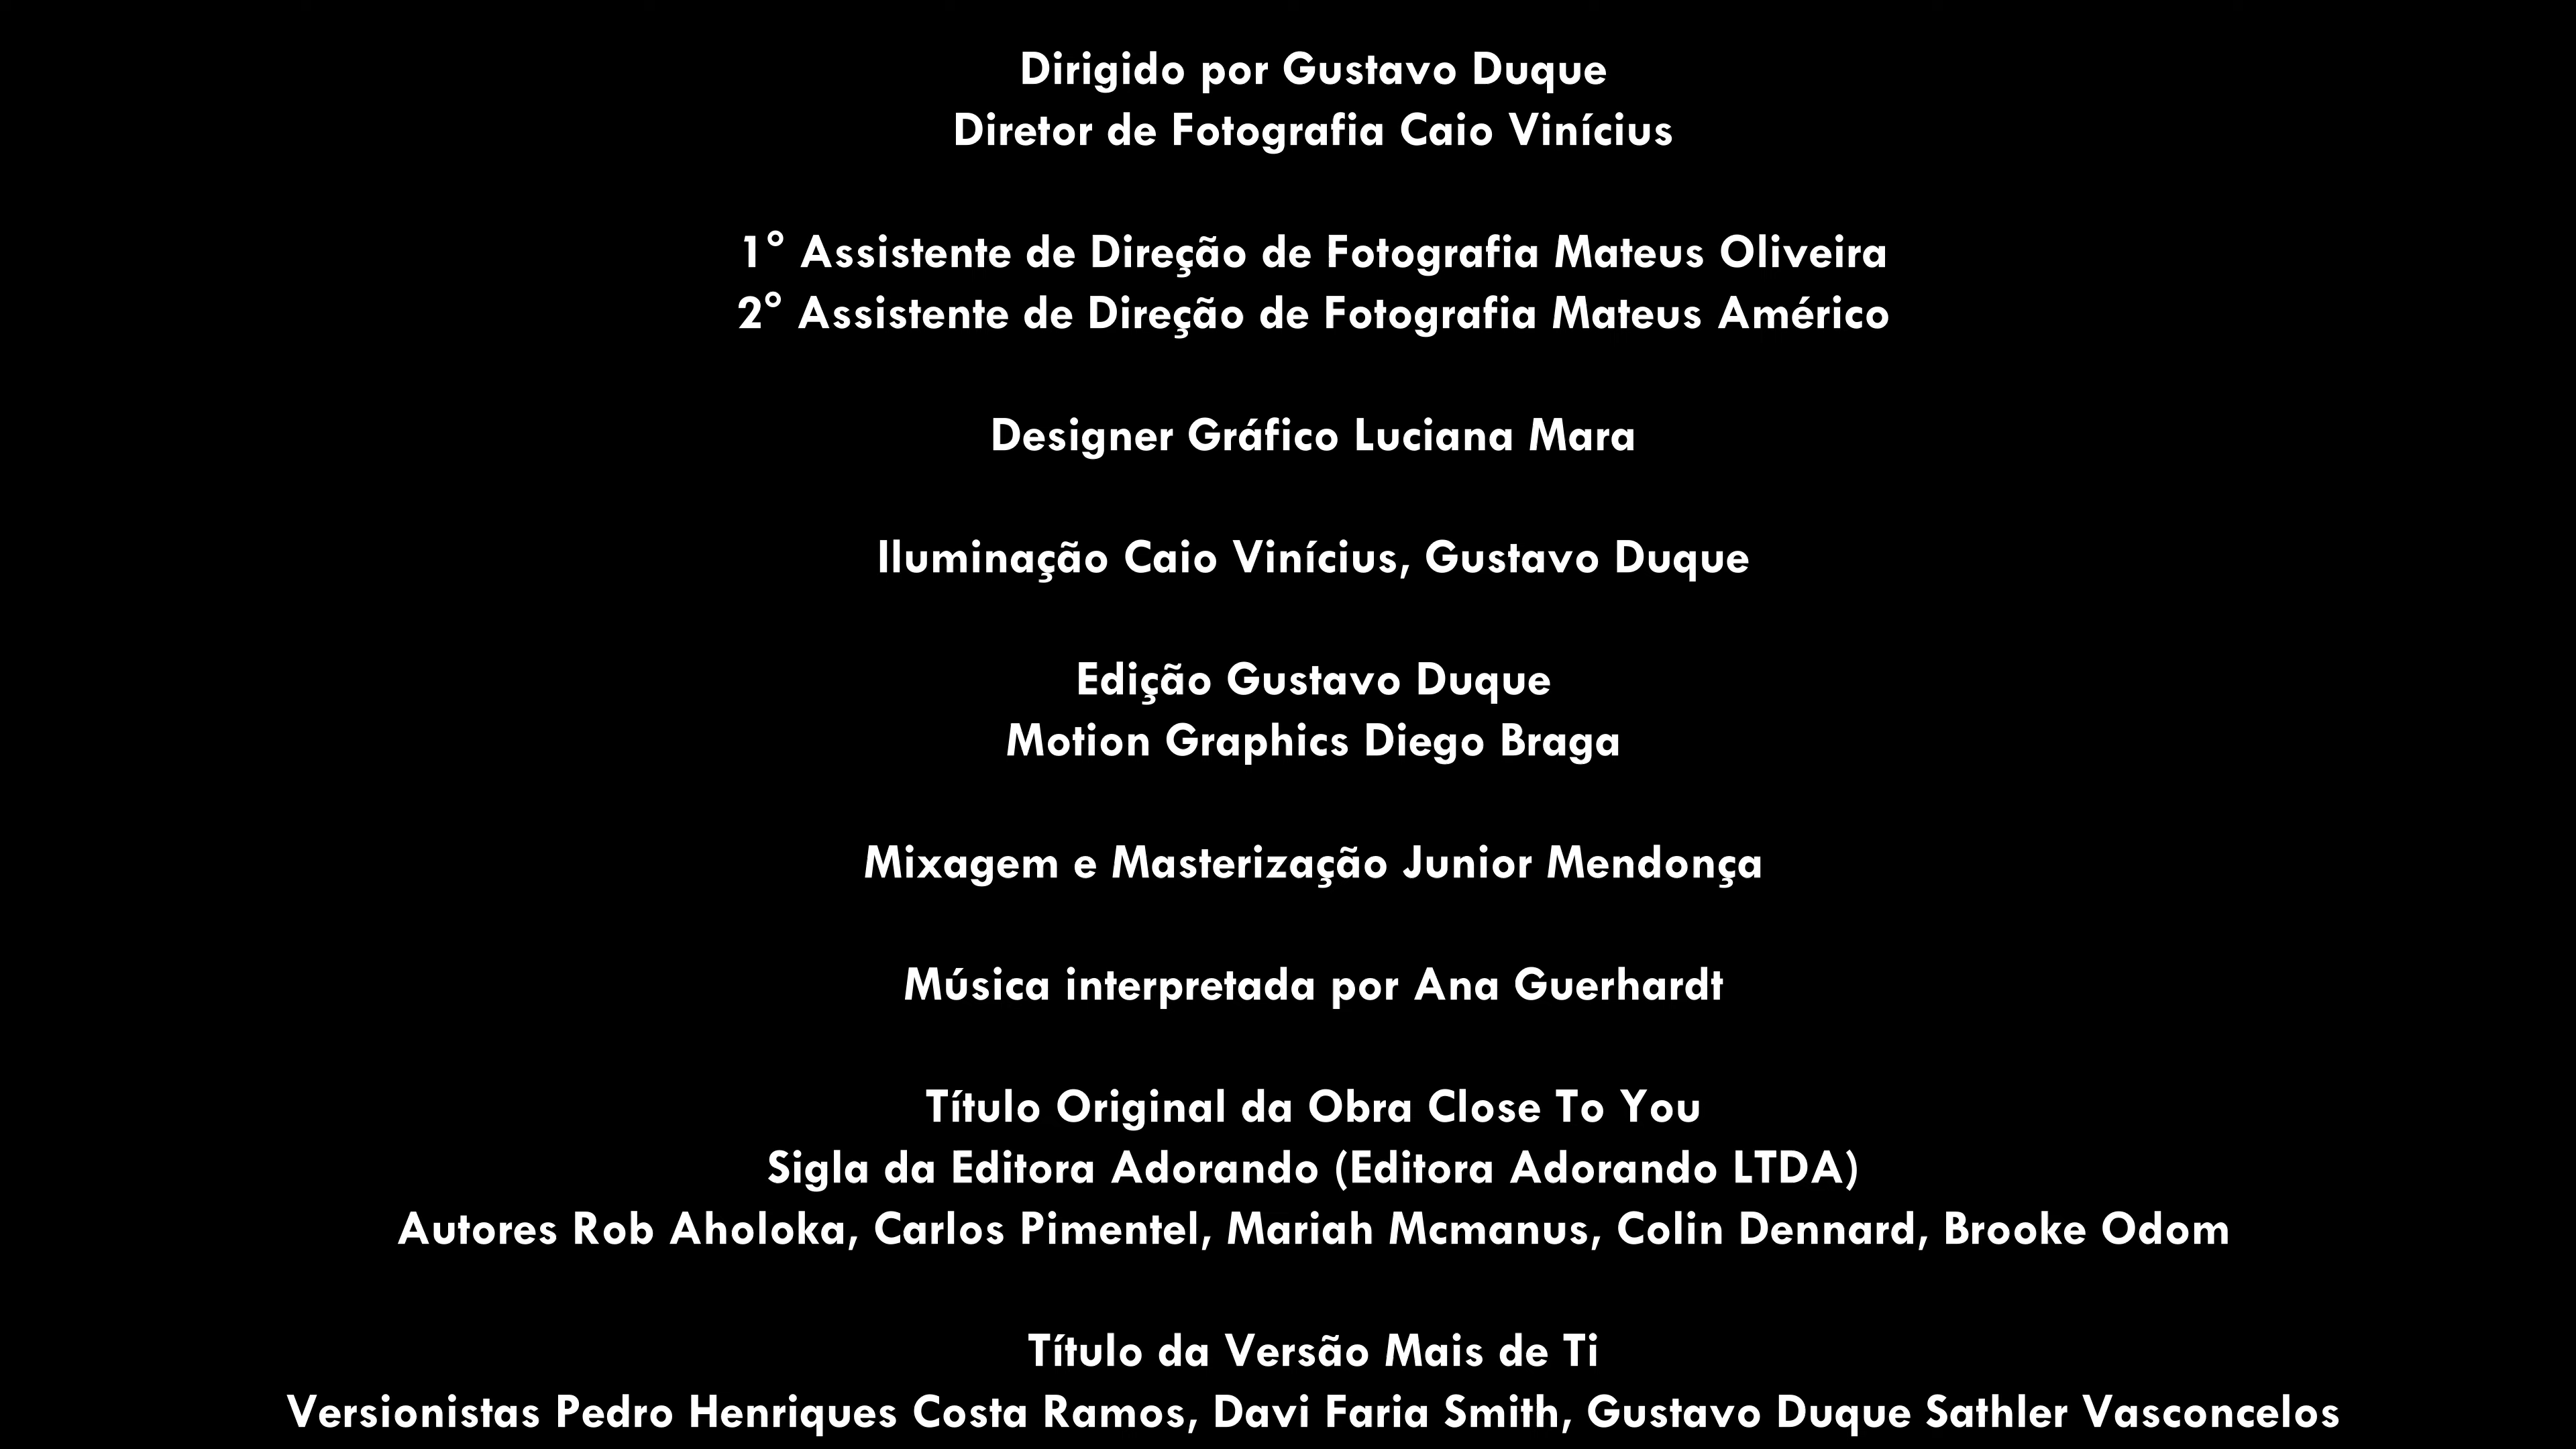 Dirigido por Gustavo Duque
Diretor de Fotografia Caio Vinícius
1° Assistente de Direção de Fotografia Mateus Oliveira
2° Assistente de Direção de Fotografia Mateus Américo
Designer Gráfico Luciana Mara
Iluminação Caio Vinícius, Gustavo Duque
Edição Gustavo Duque
Motion Graphics Diego Braga
Mixagem e Masterização Junior Mendonça
Música interpretada por Ana Guerhardt
Título Original da Obra Close To You
Sigla da Editora Adorando (Editora Adorando LTDA)
Autores Rob Aholoka, Carlos Pimentel, Mariah Mcmanus, Colin Dennard, Brooke Odom
Título da Versão Mais de Ti
Versionistas Pedro Henriques Costa Ramos, Davi Faria Smith, Gustavo Duque Sathler Vasconcelos